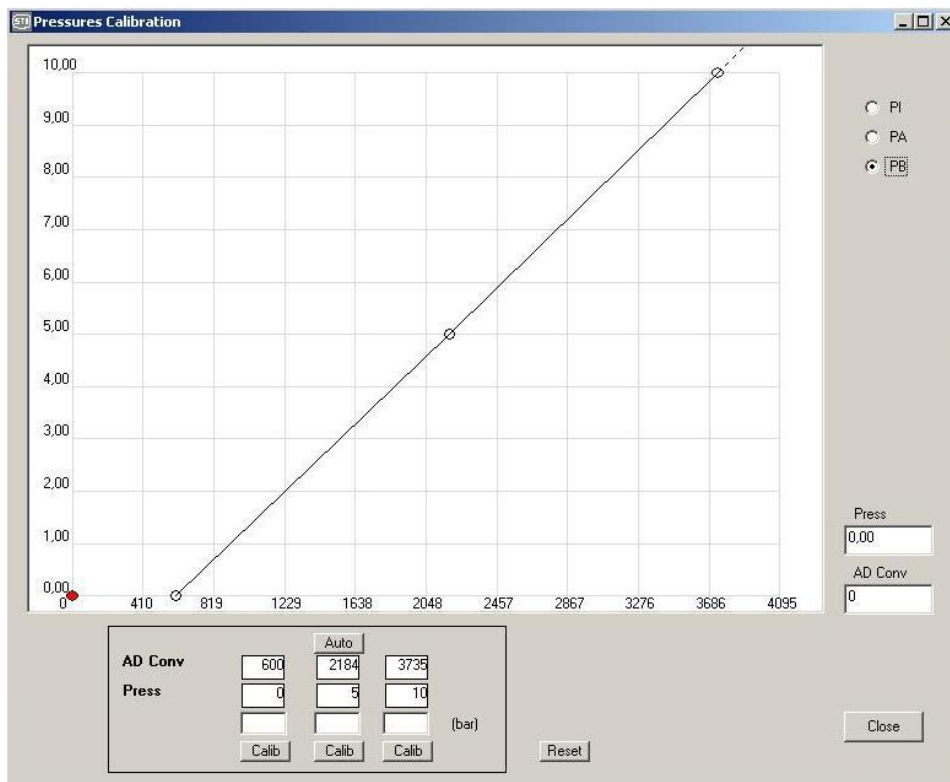 STI Pressures Calibration
10,00
9,00
8,00
7,00
6,00
5,00
4,00
3,00
2,00
1,00
0,00
0 410 819 1229 1638 2048 2457 2867 3276 3686 4095
PI
PA
PB
Press
0,00
AD Conv
0
Auto
AD Conv 600 2184 3735
Press 0 5 10
(bar)
Calib Calib Calib
Reset
Close